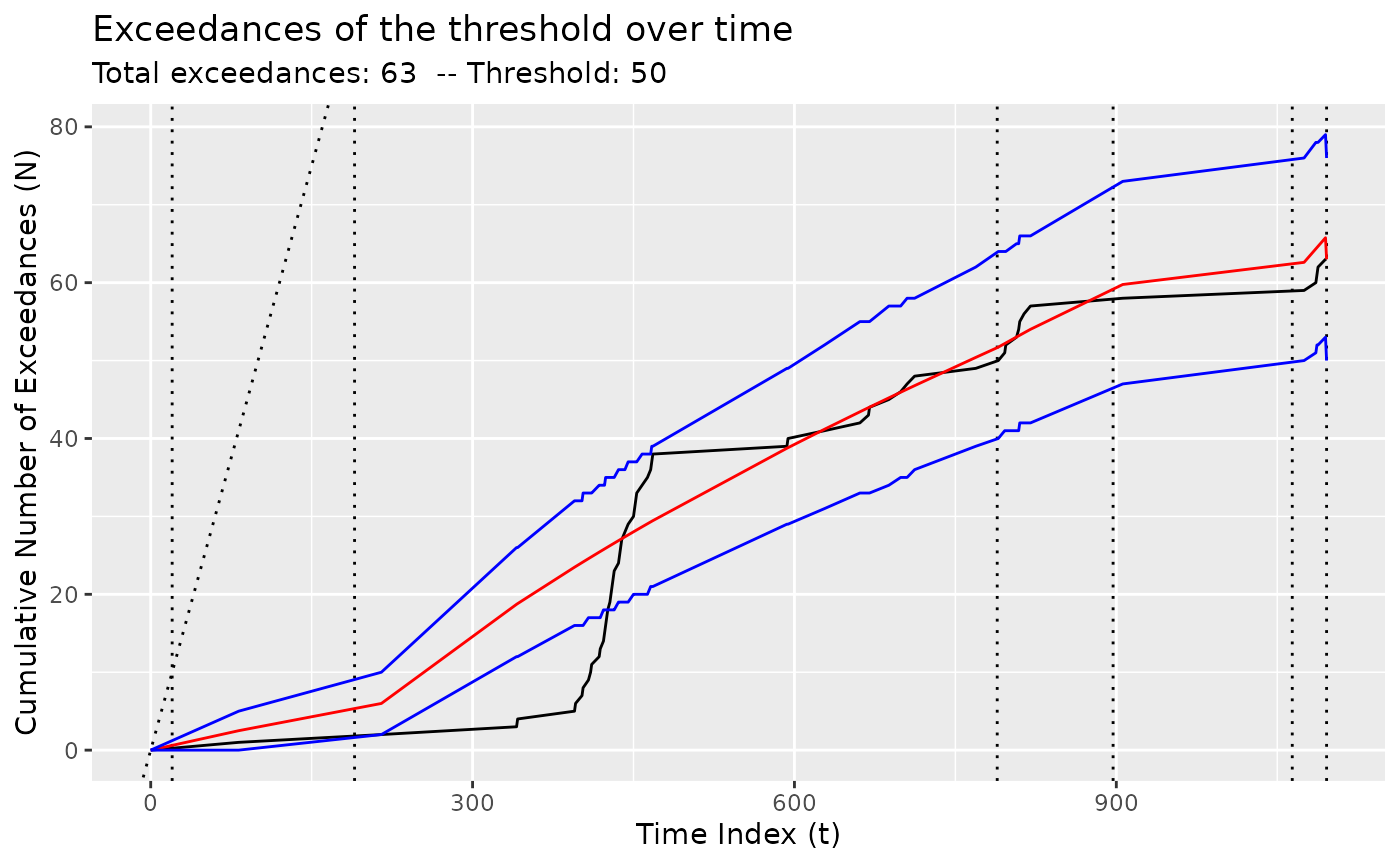 Exceedances of the threshold over time
Total exceedances: 63  -- Threshold: 50
Cumulative Number of Exceedances (N)
80
60
40
20
0
0 300 600 900
Time Index (t)